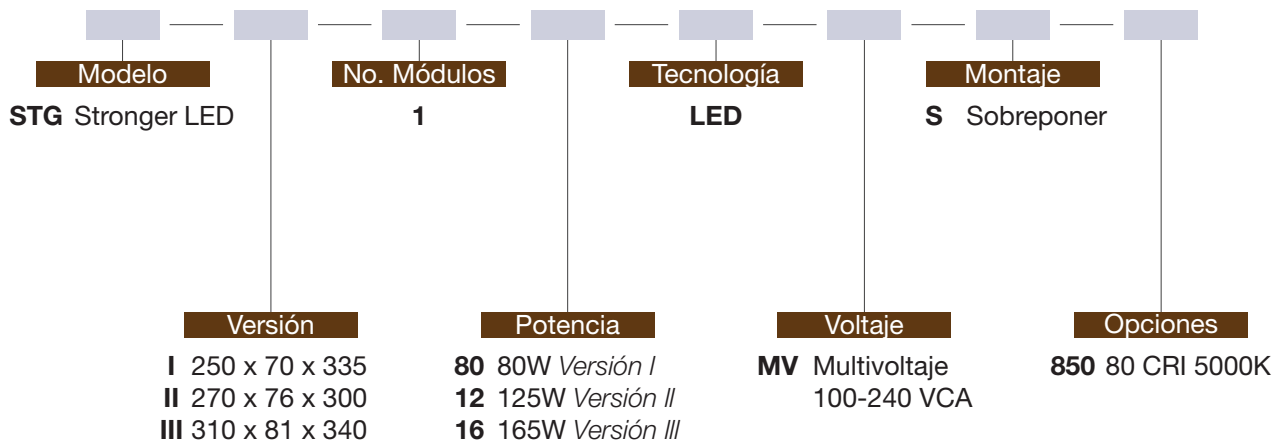 Modelo
STG Stronger LED
No. Módulos
1
Tecnología
LED
Montaje
S Sobreponer
Versión
I 250 x 70 x 335
II 270 x 76 x 300
III 310 x 81 x 340
Potencia
80 80W Versión I
12 125W Versión II
16 165W Versión III
Voltaje
MV Multivoltaje
100-240 VCA
Opciones
850 80 CRI 5000K